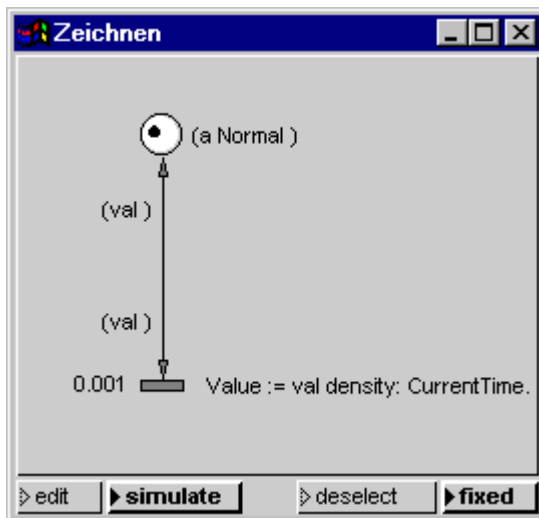 Zeichnen
(a Normal )
(val )
(val )
0.001 Value := val density: CurrentTime.
edit simulate deselect fixed